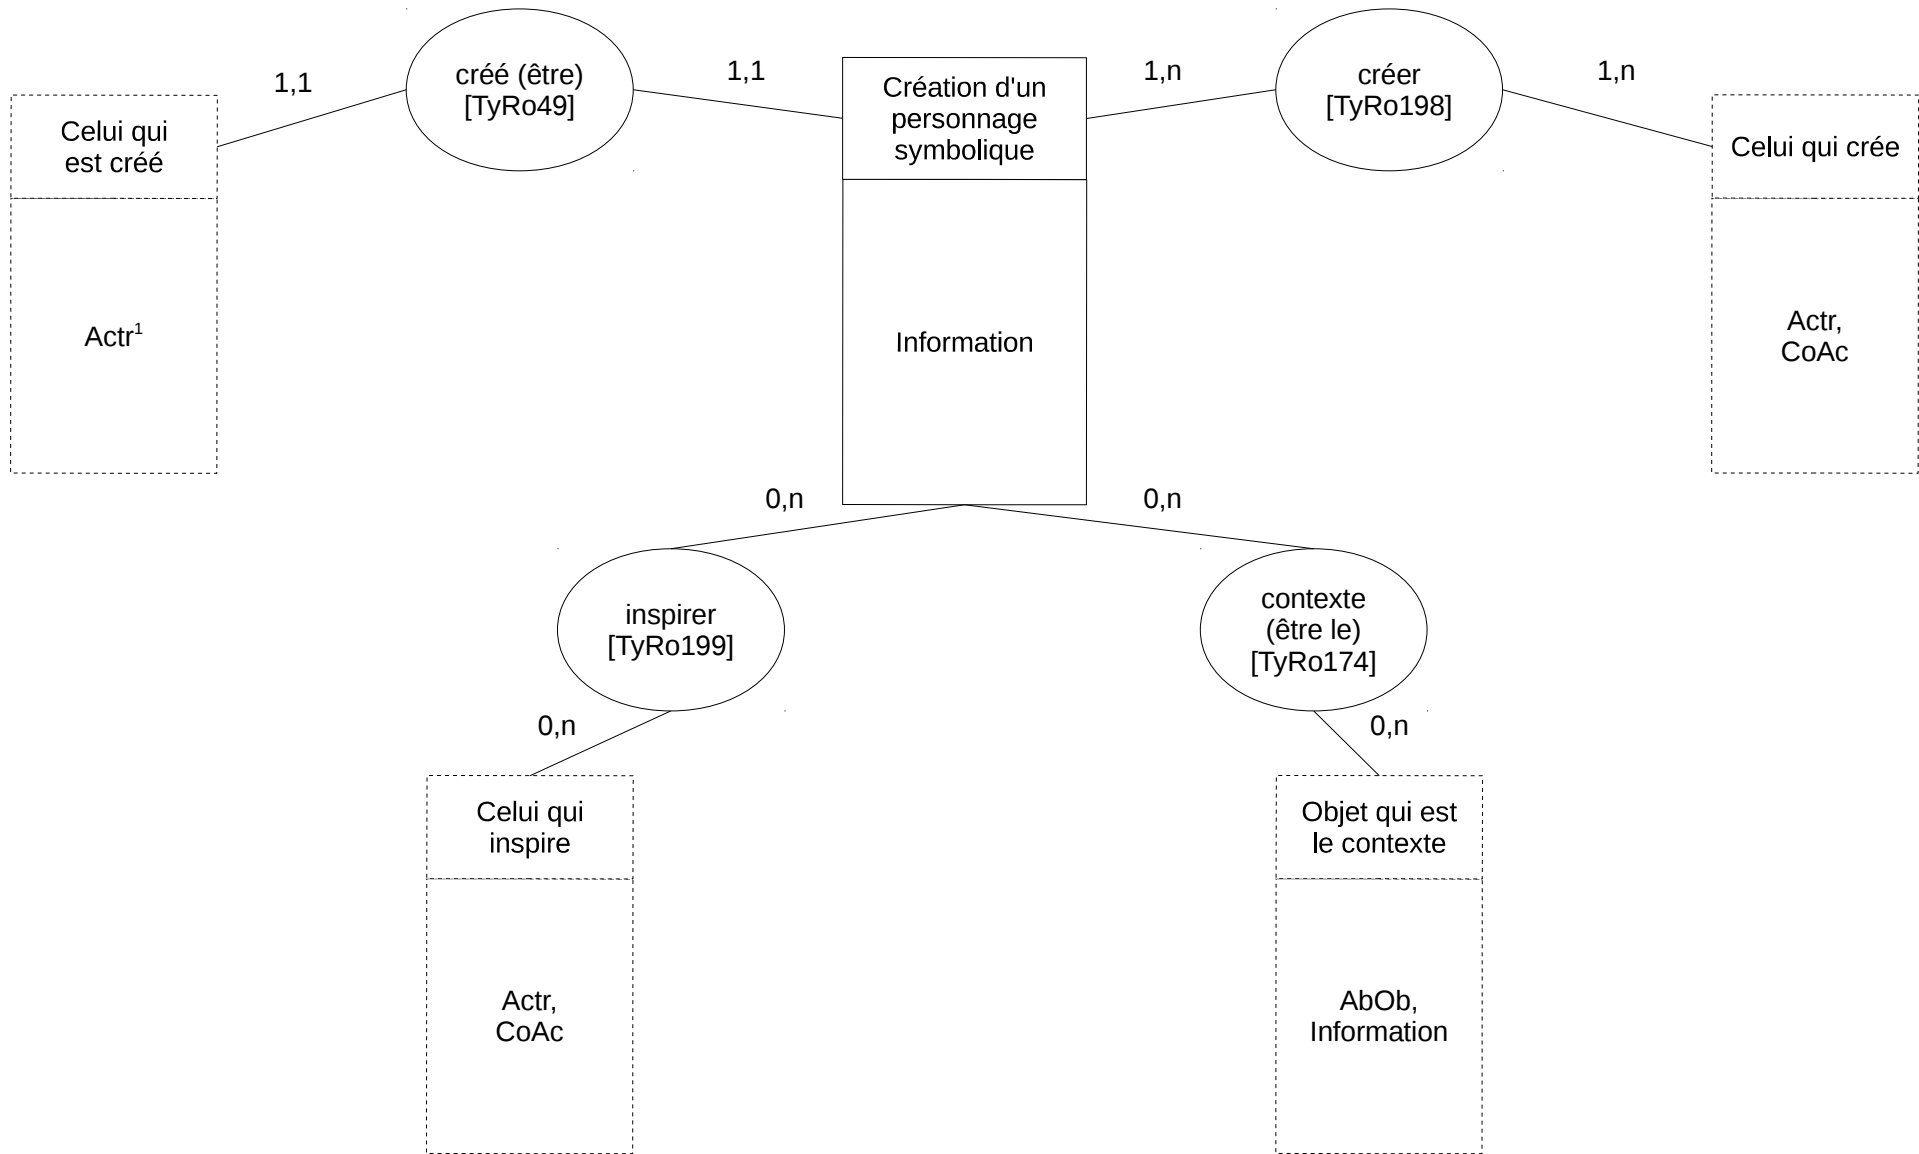 créé (être)
[TyRo49]
1,1
1,1
Celui qui
est créé
Actr¹
Création d'un
personnage
symbolique
Information
1,n
créer
[TyRo198]
1,n
Celui qui crée
Actr,
CoAc
0,n
0,n
inspirer
[TyRo199]
0,n
Celui qui
inspire
Actr,
CoAc
contexte
(être le)
[TyRo174]
0,n
Objet qui est
le contexte
AbOb,
Information